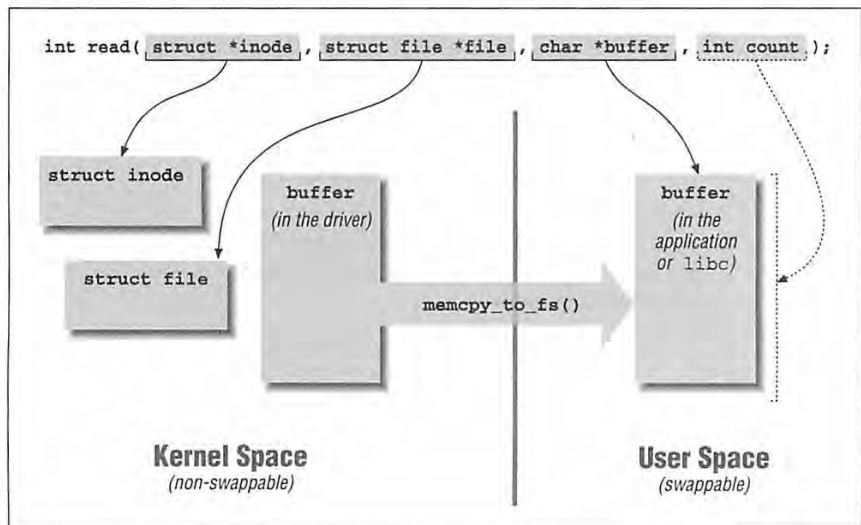 int read( struct *inode , struct file *file , char *buffer , int count );
struct inode
buffer
(in the driver)
buffer
(in the
application
or libc)
struct file
memcpy_to_fs()
Kernel Space
(non-swappable)
User Space
(swappable)